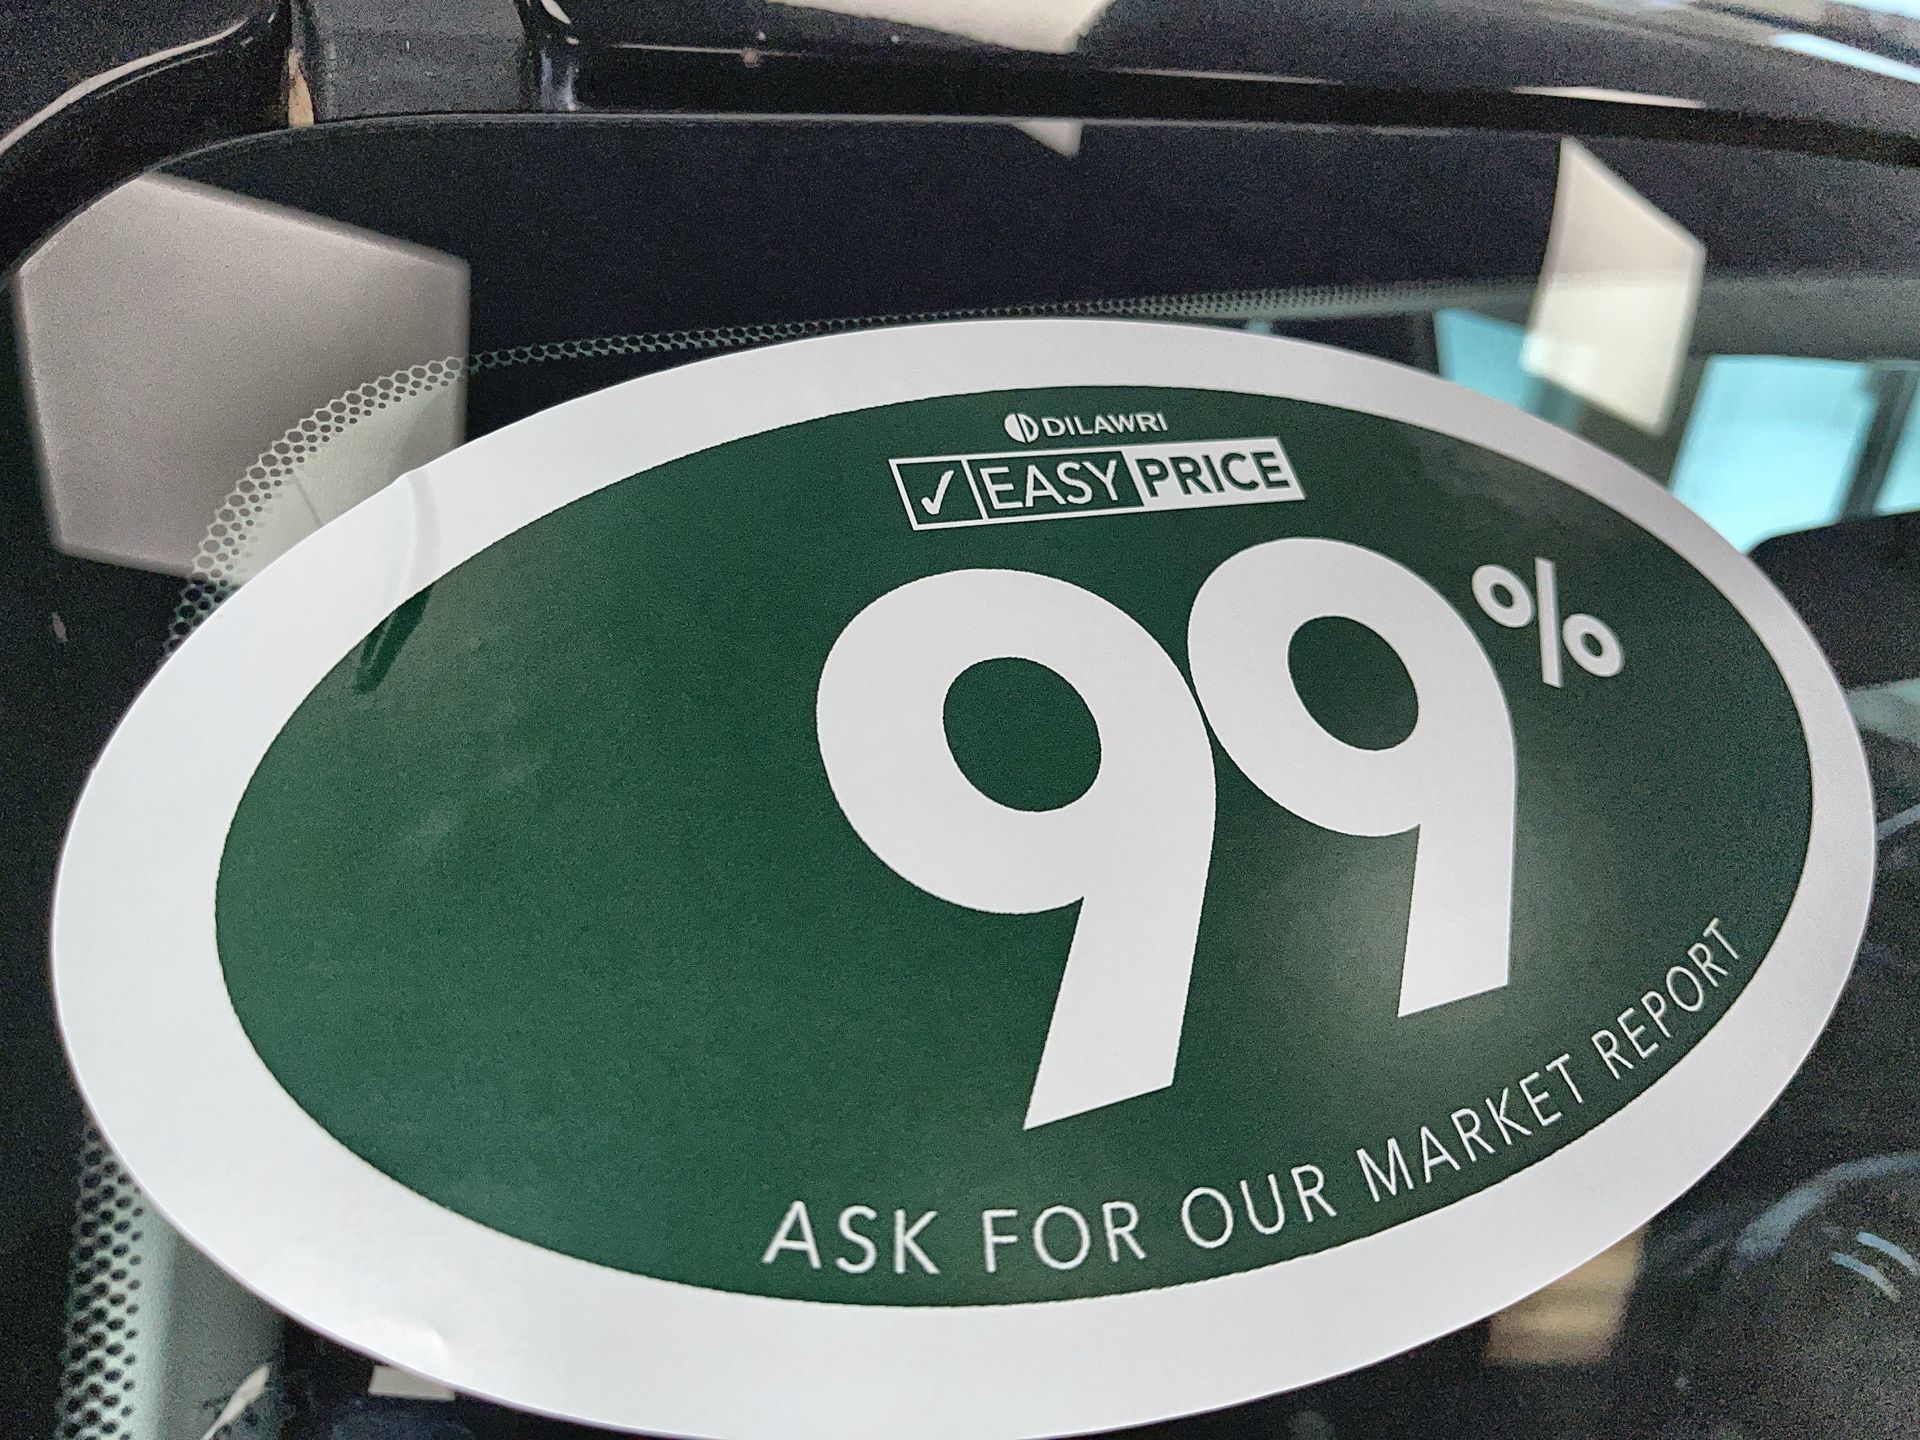 DILAWRI
✓ EASY PRICE
99%
ASK FOR OUR MARKET REPORT